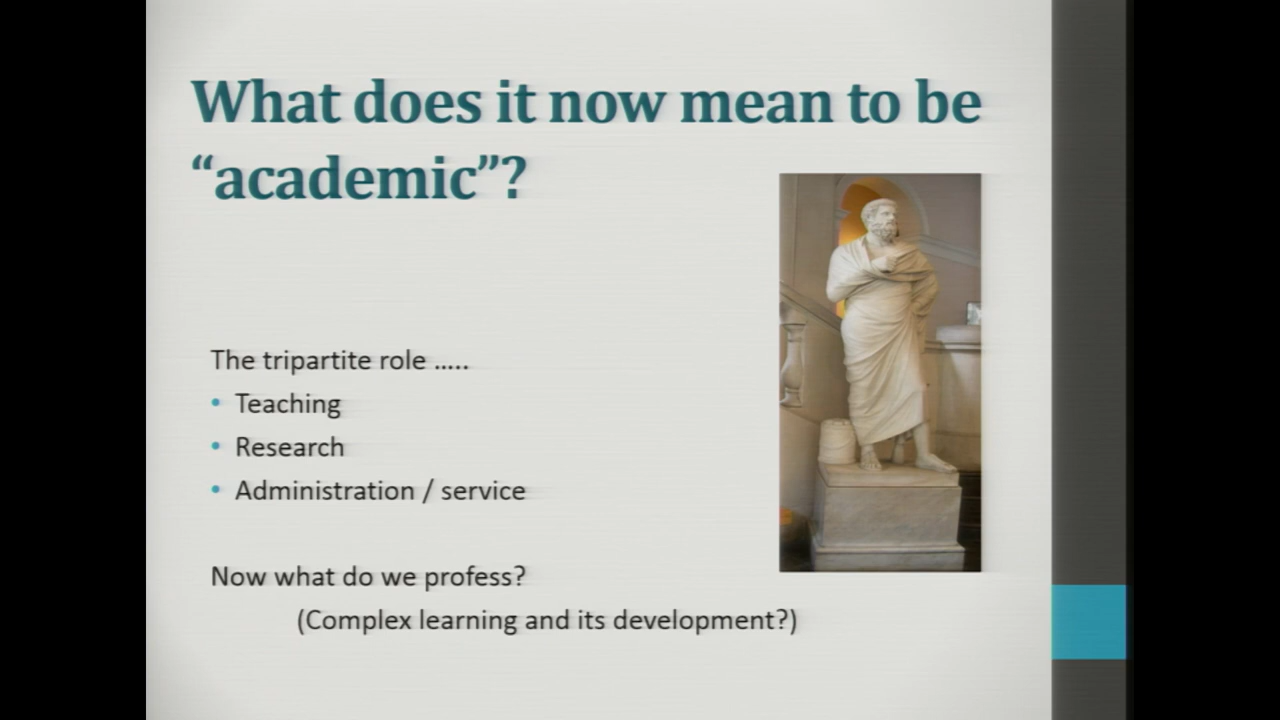 What does it now mean to be
“academic”?
The tripartite role .....
• Teaching
• Research
• Administration / service
Now what do we profess?
(Complex learning and its development?)